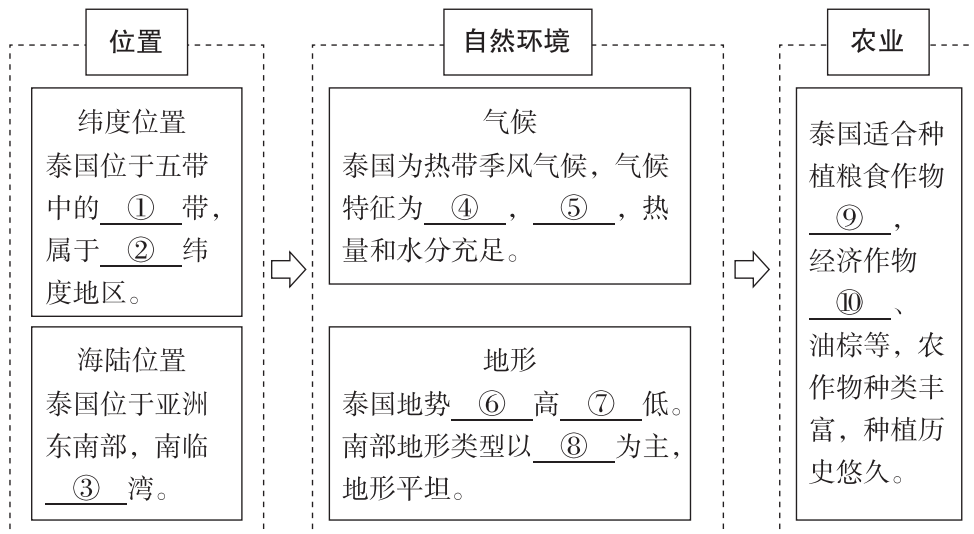 位置
纬度位置
泰国位于五带
中的 ① 带，
属于 ② 纬
度地区。
海陆位置
泰国位于亚洲
东南部，南临
③ 湾。
自然环境
气候
泰国为热带季风气候，气候
特征为 ④ ， ⑤ ，热
量和水分充足。
地形
泰国地势 ⑥ 高 ⑦ 低。
南部地形类型以 ⑧ 为主，
地形平坦。
农业
泰国适合种
植粮食作物
⑨ ，
经济作物
⑩ 、
油棕等，农
作物种类丰
富，种植历
史悠久。